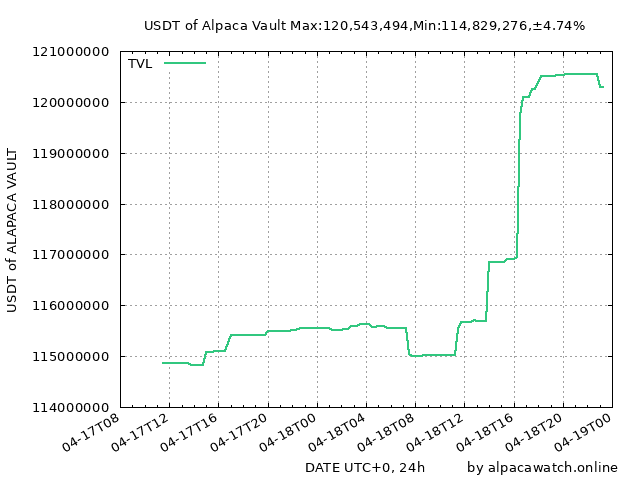 USDT of Alpaca Vault Max:120,543,494,Min:114,829,276,±4.74%
TVL
121000000
120000000
119000000
118000000
117000000
116000000
115000000
114000000
USDT of ALAPACA VAULT
04-17T08
04-17T12
04-17T16
04-17T20
04-18T00
04-18T04
04-18T08
04-18T12
04-18T16
04-18T20
04-19T00
DATE UTC+0, 24h
by alpacawatch.online